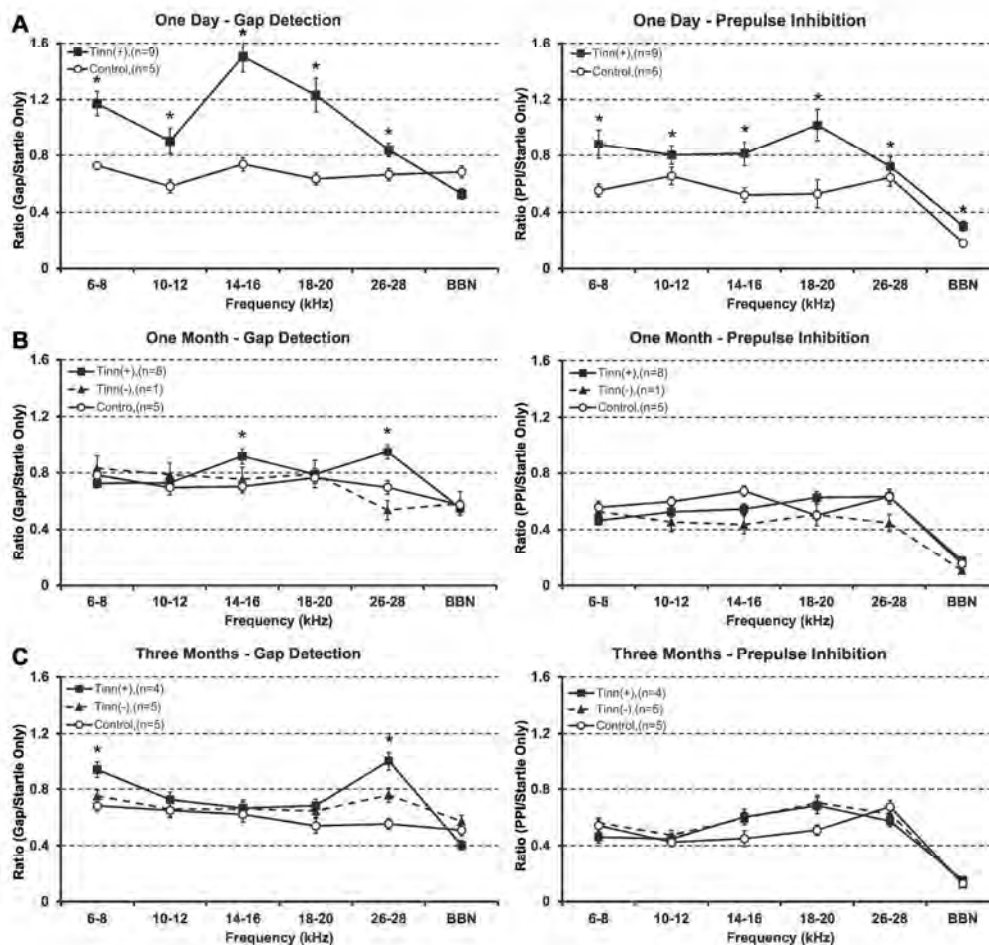 A
One Day - Gap Detection
Ratio (Gap/Startle Only)
1.6
1.2
0.8
0.4
0
Tinn(+),(n=9)
Control,(n=5)
* * * * *
6-8 10-12 14-16 18-20 26-28 BBN
Frequency (kHz)
One Day - Prepulse Inhibition
Ratio (PPI/Startle Only)
1.6
1.2
0.8
0.4
0
Tinn(+),(n=9)
Control,(n=5)
* * * * * *
6-8 10-12 14-16 18-20 26-28 BBN
Frequency (kHz)
B
One Month - Gap Detection
Ratio (Gap/Startle Only)
1.6
1.2
0.8
0.4
0
Tinn(+),(n=8)
Tinn(-),(n=1)
Contro,(n=5)
* *
6-8 10-12 14-16 18-20 26-28 BBN
Frequency (kHz)
One Month - Prepulse Inhibition
Ratio (PPI/Startle Only)
1.6
1.2
0.8
0.4
0
Tinn(+),(n=8)
Tinn(-),(n=1)
Control,(n=5)
6-8 10-12 14-16 18-20 26-28 BBN
Frequency (kHz)
C
Three Months - Gap Detection
Ratio (Gap/Startle Only)
1.6
1.2
0.8
0.4
0
Tinn(+),(n=4)
Tinn(-),(n=5)
Control,(n=5)
* *
6-8 10-12 14-16 18-20 26-28 BBN
Frequency (kHz)
Three Months - Prepulse Inhibition
Ratio (PPI/Startle Only)
1.6
1.2
0.8
0.4
0
Tinn(+),(n=4)
Tinn(-),(n=5)
Control,(n=5)
6-8 10-12 14-16 18-20 26-28 BBN
Frequency (kHz)